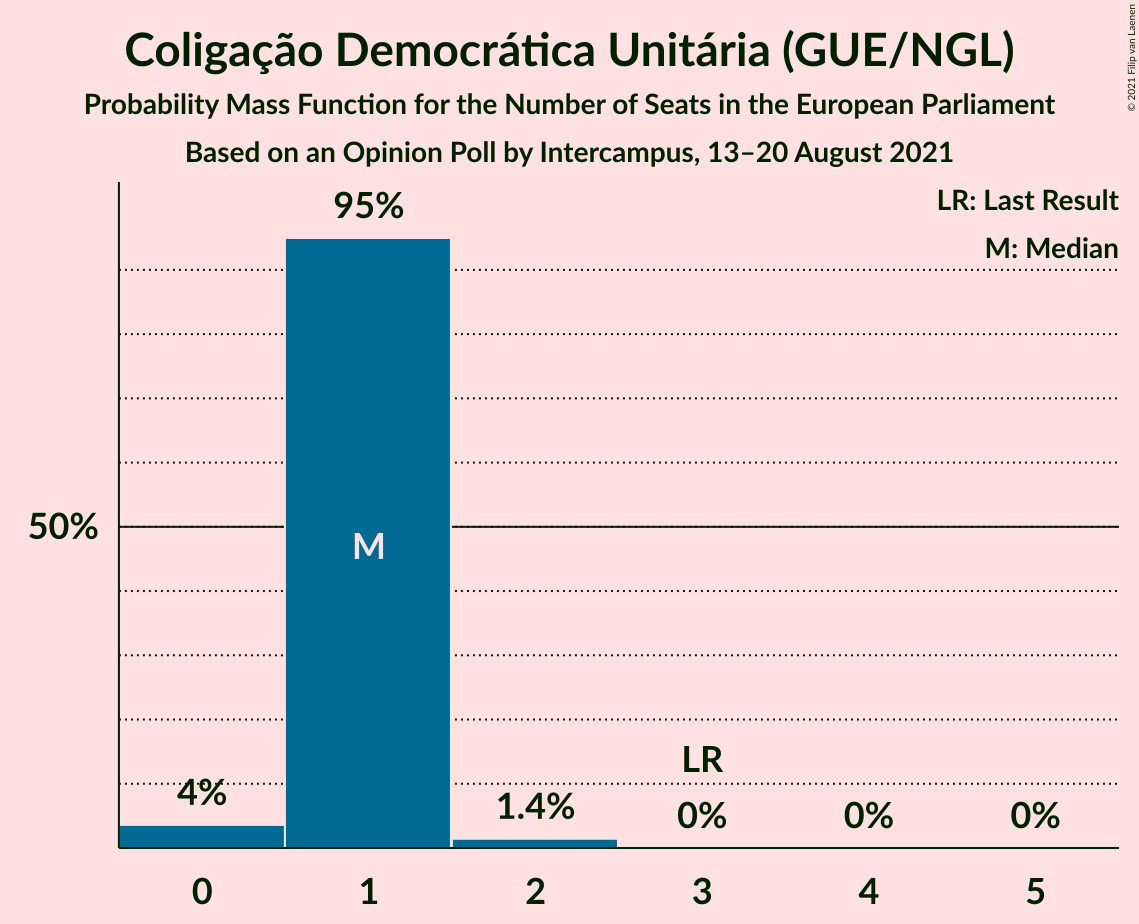 Coligação Democrática Unitária (GUE/NGL)
Probability Mass Function for the Number of Seats in the European Parliament
Based on an Opinion Poll by Intercampus, 13–20 August 2021
© 2021 Filip van Laenen
LR: Last Result
M: Median
95%
50%
M
LR
4%
1.4%
0%
0%
0%
0 1 2 3 4 5